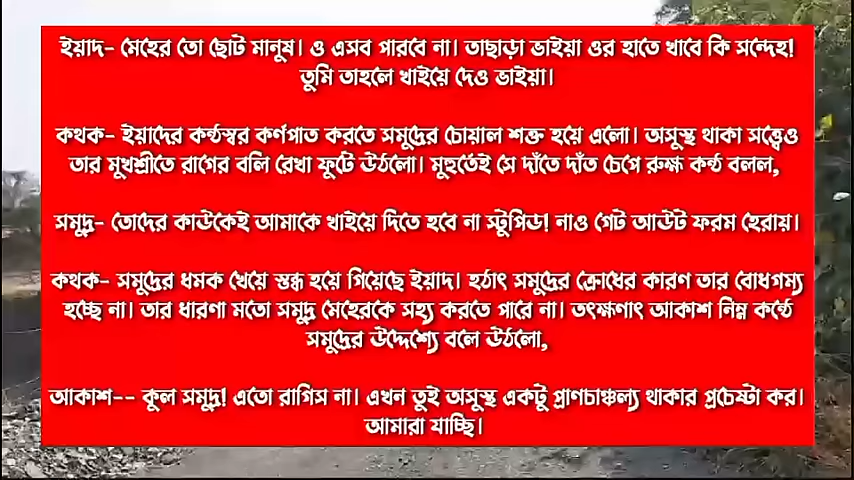 ইয়াদ- মেহের তো ছোট মানুষ। ও এসব পারবে না। তাছাড়া ভাইয়া ওর হাতে খাবে কি সন্দেহ!
তুমি তাহলে খাইয়ে দেও ভাইয়া।
কথক- ইয়াদের কন্ঠস্বর কর্ণপাত করতে সমুদ্রের চোয়াল শক্ত হয়ে এলো। অসুস্থ থাকা সত্ত্বেও
তার মুখশ্রীতে রাগের বলি রেখা ফুটে উঠলো। মুহুর্তেই সে দাঁতে দাঁত চেপে রুক্ষ কন্ঠ বলল,
সমুদ্র- তোদের কাউকেই আমাকে খাইয়ে দিতে হবে না স্টুপিড! নাও গেট আউট ফরম হেরায়।
কথক- সমুদ্রের ধমক খেয়ে স্তব্ধ হয়ে গিয়েছে ইয়াদ। হঠাৎ সমুদ্রের ক্রোধের কারণ তার বোধগম্য
হচ্ছে না। তার ধারণা মতো সমুদ্র মেহেরকে সহ্য করতে পারে না। তৎক্ষণাৎ আকাশ নিম্ন কন্ঠে
সমুদ্রের উদ্দেশ্যে বলে উঠলো,
আকাশ-- কুল সমুদ্র! এতো রাগিস না। এখন তুই অসুস্থ একটু প্রাণচাঞ্চল্য থাকার প্রচেষ্টা কর।
আমারা যাচ্ছি।